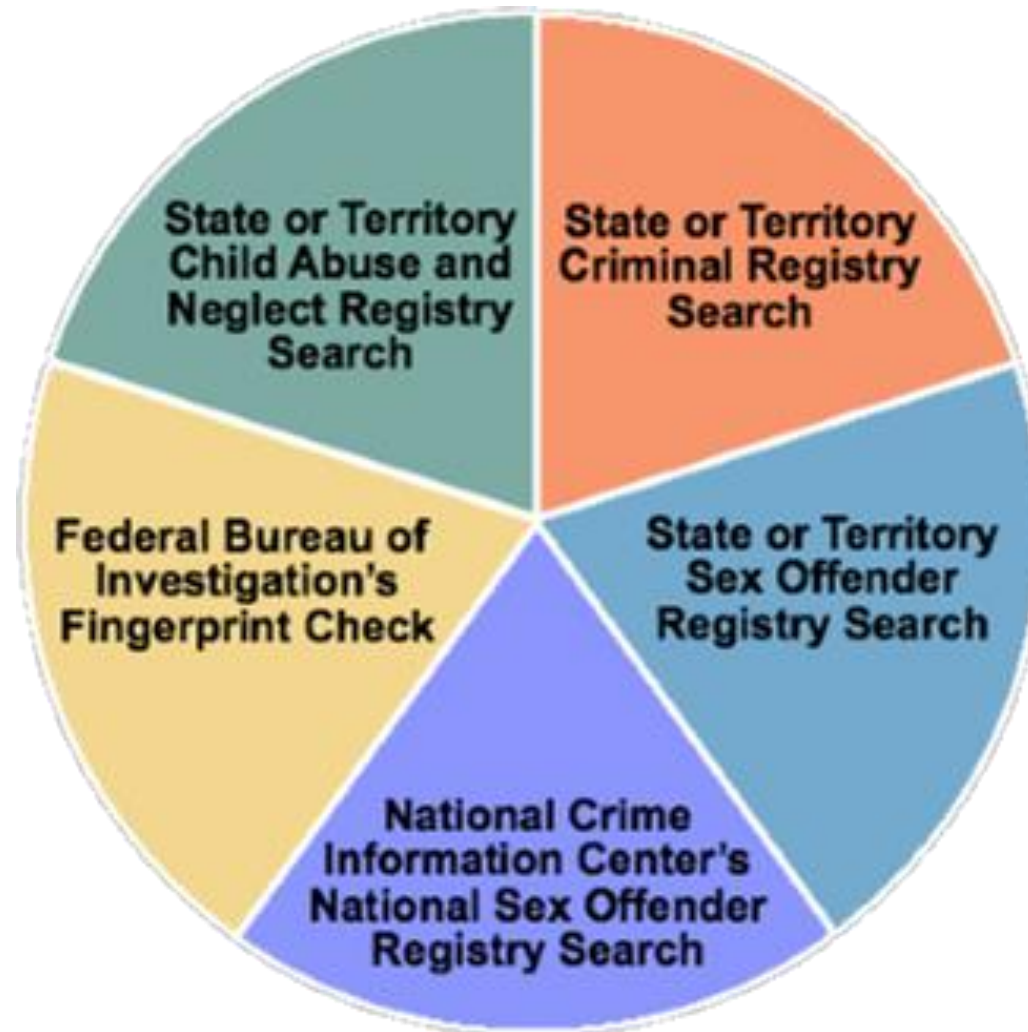 State or Territory
Child Abuse and
Neglect Registry
Search
State or Territory
Criminal Registry
Search
Federal Bureau of
Investigation's
Fingerprint Check
State or Territory
Sex Offender
Registry Search
National Crime
Information Center's
National Sex Offender
Registry Search